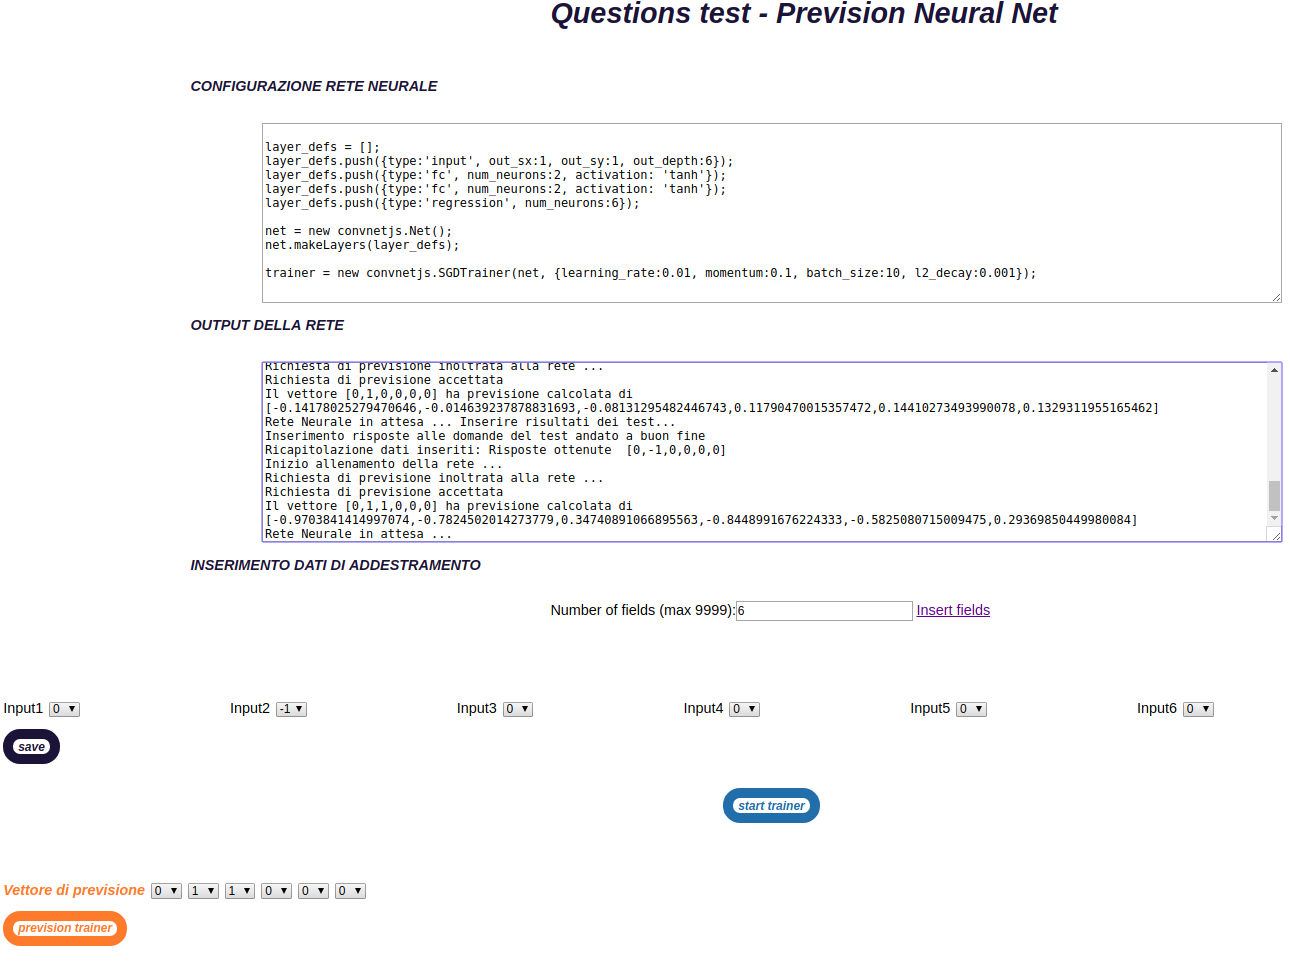 Questions test - Prevision Neural Net
CONFIGURAZIONE RETE NEURALE
layer_defs = [];
layer_defs.push({type:'input', out_sx:1, out_sy:1, out_depth:6});
layer_defs.push({type:'fc', num_neurons:2, activation: 'tanh'});
layer_defs.push({type:'fc', num_neurons:2, activation: 'tanh'});
layer_defs.push({type:'regression', num_neurons:6});
net = new convnetjs.Net();
net.makeLayers(layer_defs);
trainer = new convnetjs.SGDTrainer(net, {learning_rate:0.01, momentum:0.1, batch_size:10, l2_decay:0.001});
OUTPUT DELLA RETE
Richiesta di previsione inoltrata alla rete ...
Richiesta di previsione accettata
Il vettore [0,1,0,0,0,0] ha previsione calcolata di
[-0.14178025279470646,-0.014639237878831693,-0.08131295482446743,0.11790470015357472,0.14410273493990078,0.1329311955165462]
Rete Neurale in attesa ... Inserire risultati dei test...
Inserimento risposte alle domande del test andato a buon fine
Ricapitolazione dati inseriti: Risposte ottenute  [0,-1,0,0,0,0]
Inizio allenamento della rete ...
Richiesta di previsione inoltrata alla rete ...
Richiesta di previsione accettata
Il vettore [0,1,1,0,0,0] ha previsione calcolata di
[-0.9703841414997074,-0.7824502014273779,0.34740891066895563,-0.8448991676224333,-0.5825080715009475,0.29369850449980084]
Rete Neurale in attesa ...
INSERIMENTO DATI DI ADDESTRAMENTO
Number of fields (max 9999): 6 Insert fields
Input1 0 Input2 -1 Input3 0 Input4 0 Input5 0 Input6 0
save
start trainer
Vettore di previsione 0 1 1 0 0 0
prevision trainer